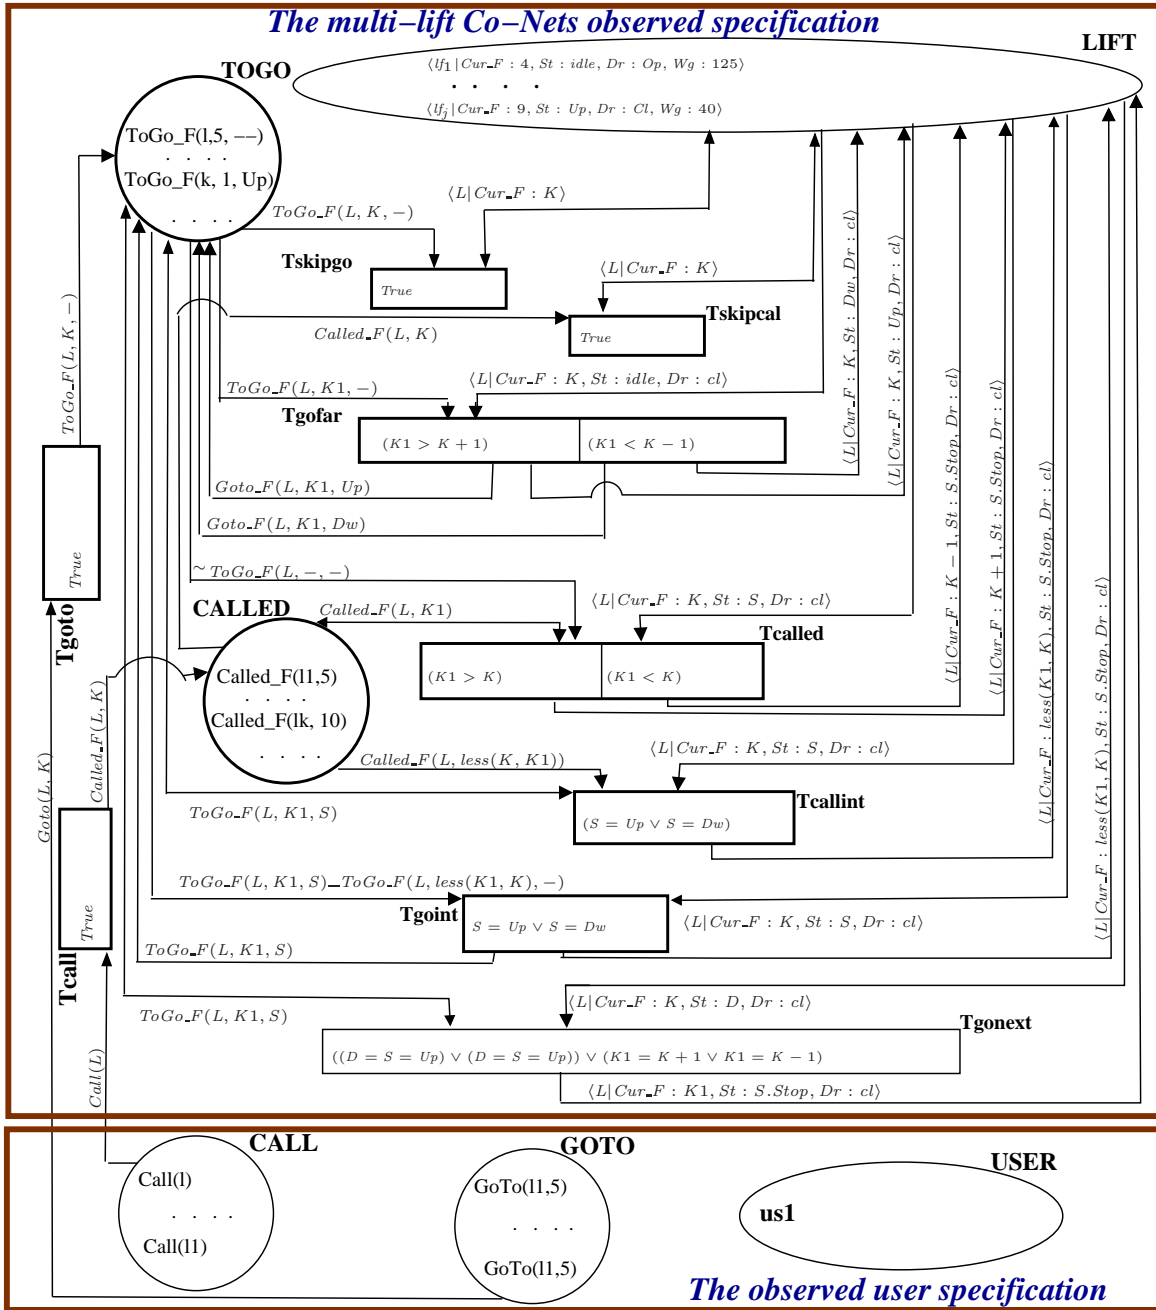 The multi−lift Co−Nets observed specification
LIFT
TOGO
⟨lf1|Cur_F : 4, St : idle, Dr : Op, Wg : 125⟩
. . . .
⟨lfj|Cur_F : 9, St : Up, Dr : Cl, Wg : 40⟩
ToGo_F(l,5, −−)
. . . .
ToGo_F(k, 1, Up)
. . . .
ToGo_F(L, K, −)
⟨L|Cur_F : K⟩
Tskipgo
True
⟨L|Cur_F : K⟩
Tskipcal
True
Called_F(L, K)
ToGo_F(L, K, −)
⟨L|Cur_F : K, St : Dw, Dr : cl⟩
⟨L|Cur_F : K, St : Up, Dr : cl⟩
ToGo_F(L, K1, −)
⟨L|Cur_F : K, St : idle, Dr : cl⟩
Tgofar
(K1 > K + 1)
(K1 < K − 1)
Goto_F(L, K1, Up)
Goto_F(L, K1, Dw)
True
Tgoto
∼ ToGo_F(L, −, −)
CALLED
Called_F(L, K1)
⟨L|Cur_F : K, St : S, Dr : cl⟩
Tcalled
(K1 > K)
(K1 < K)
⟨L|Cur_F : K − 1, St : S.Stop, Dr : cl⟩
⟨L|Cur_F : K + 1, St : S.Stop, Dr : cl⟩
⟨L|Cur_F : less(K1, K), St : S.Stop, Dr : cl⟩
⟨L|Cur_F : less(K1, K), St : S.Stop, Dr : cl⟩
Called_F(l1,5)
. . . .
Called_F(lk, 10)
. . . .
Called_F(L, K)
Goto(L, K)
Called_F(L, less(K, K1))
⟨L|Cur_F : K, St : S, Dr : cl⟩
ToGo_F(L, K1, S)
Tcallint
(S = Up ∨ S = Dw)
True
Tcall
ToGo_F(L, K1, S)_ToGo_F(L, less(K1, K), −)
Tgoint
S = Up ∨ S = Dw
⟨L|Cur_F : K, St : S, Dr : cl⟩
ToGo_F(L, K1, S)
ToGo_F(L, K1, S)
⟨L|Cur_F : K, St : D, Dr : cl⟩
Tgonext
((D = S = Up) ∨ (D = S = Up)) ∨ (K1 = K + 1 ∨ K1 = K − 1)
⟨L|Cur_F : K1, St : S.Stop, Dr : cl⟩
Call(L)
CALL
GOTO
USER
Call(l)
. . . .
Call(l1)
GoTo(l1,5)
. . . .
GoTo(l1,5)
us1
The observed user specification